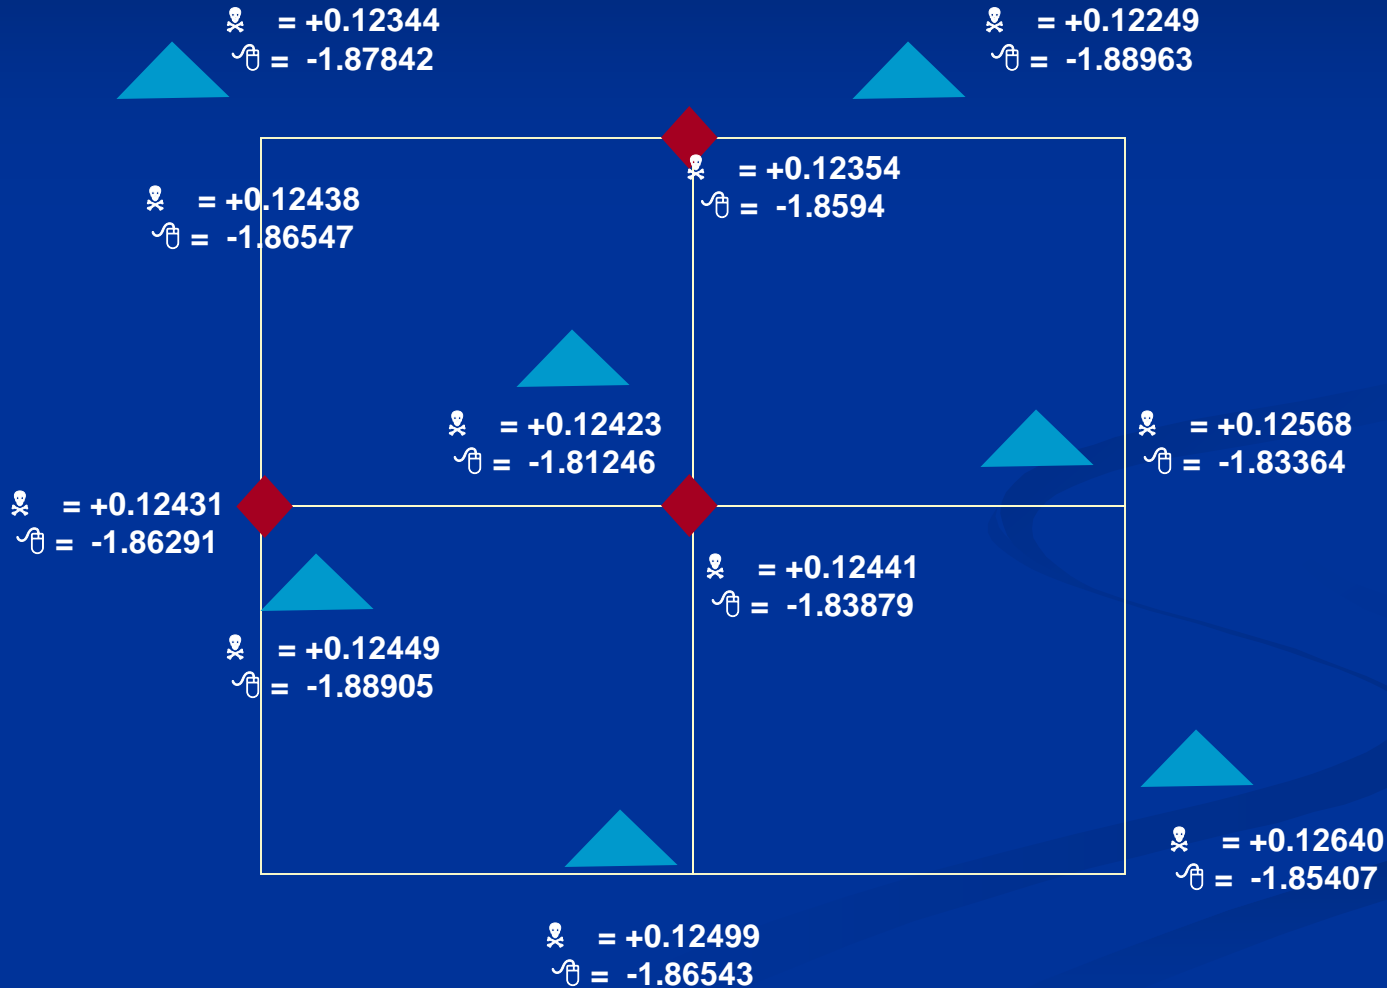 ☠ = +0.12344
🖰 = -1.87842
☠ = +0.12249
🖰 = -1.88963
☠ = +0.12354
🖰 = -1.8594
☠ = +0.12438
🖰 = -1.86547
☠ = +0.12423
🖰 = -1.81246
☠ = +0.12568
🖰 = -1.83364
☠ = +0.12431
🖰 = -1.86291
☠ = +0.12441
🖰 = -1.83879
☠ = +0.12449
🖰 = -1.88905
☠ = +0.12640
🖰 = -1.85407
☠ = +0.12499
🖰 = -1.86543